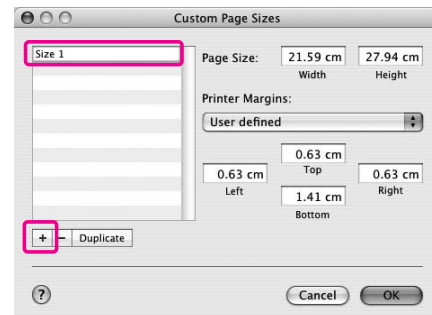 Custom Page Sizes
Size 1
Page Size: 21.59 cm 27.94 cm
Width Height
Printer Margins:
User defined
0.63 cm
Top
0.63 cm 0.63 cm
Left Right
1.41 cm
Bottom
+ − Duplicate
? Cancel OK